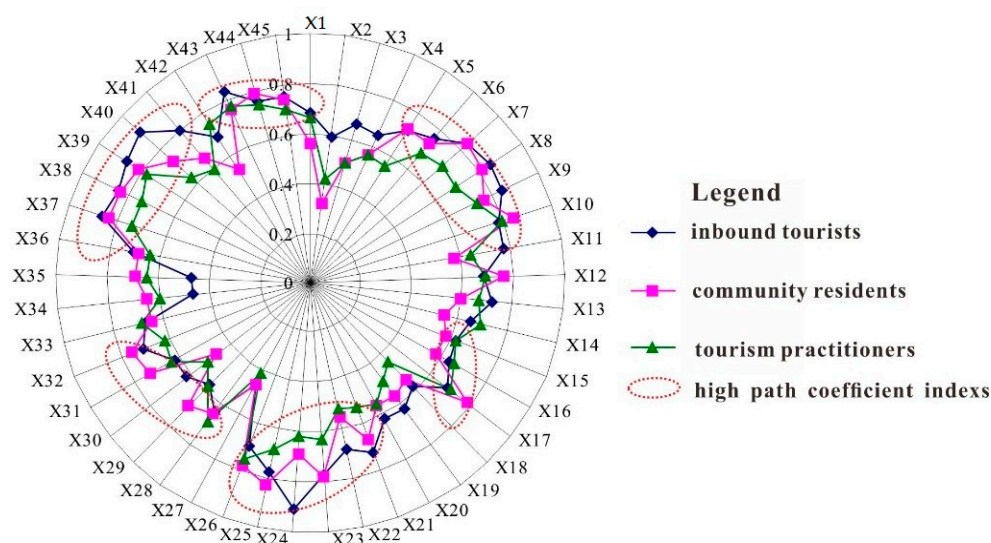 X1
X2
X3
X4
X5
X6
X7
X8
X9
X10
X11
X12
X13
X14
X15
X16
X17
X18
X19
X20
X21
X22
X23
X24
X25
X26
X27
X28
X29
X30
X31
X32
X33
X34
X35
X36
X37
X38
X39
X40
X41
X42
X43
X44
X45
1
0.8
0.6
0.4
0.2
0
Legend
inbound tourists
community residents
tourism practitioners
high path coefficient indexs